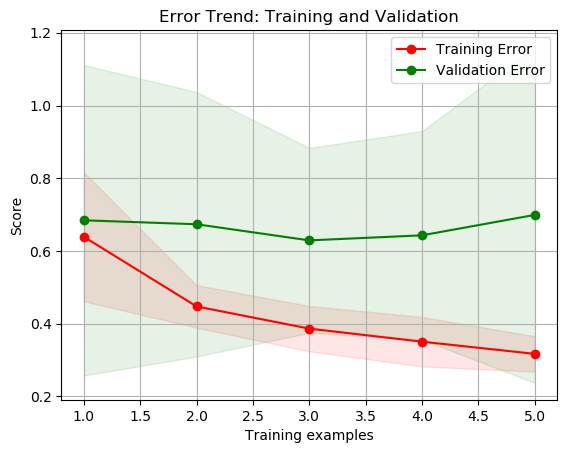 Error Trend: Training and Validation
Training Error
Validation Error
Score
1.2
1.0
0.8
0.6
0.4
0.2
1.0 1.5 2.0 2.5 3.0 3.5 4.0 4.5 5.0
Training examples